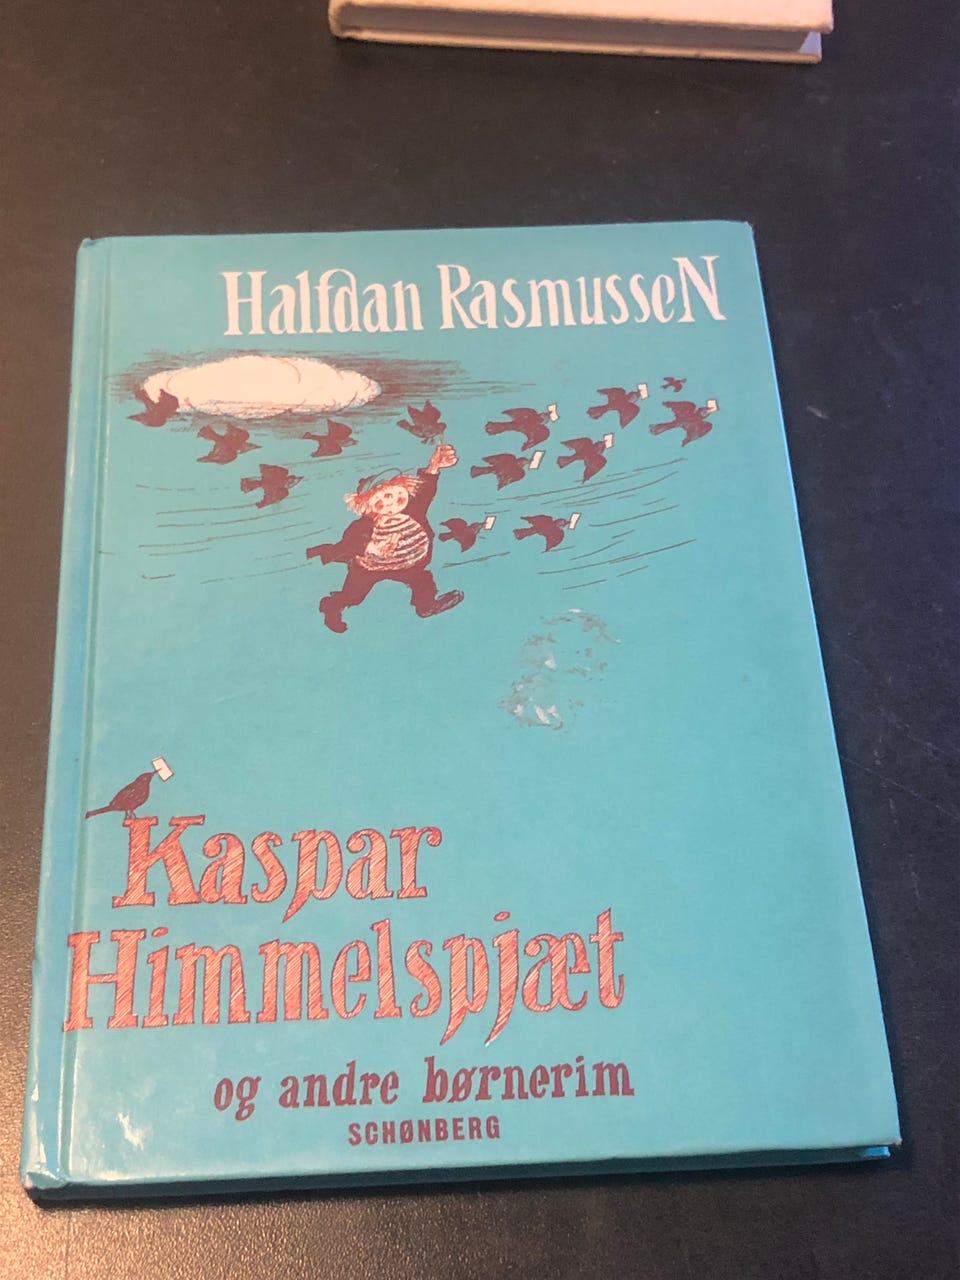 Halfdan Rasmussen
Kaspar
Himmelspjæt
og andre børnerim
SCHØNBERG